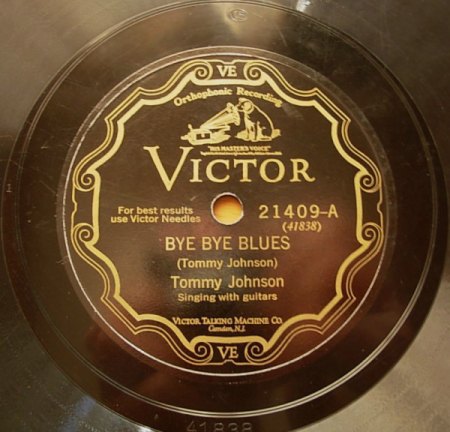 VE
Orthophonic Recording
"HIS MASTER'S VOICE"
VICTOR
For best results
use Victor Needles
21409-A
(41838)
BYE BYE BLUES
(Tommy Johnson)
Tommy Johnson
Singing with guitars
VICTOR TALKING MACHINE CO.
Camden, N.J.
VE
41838